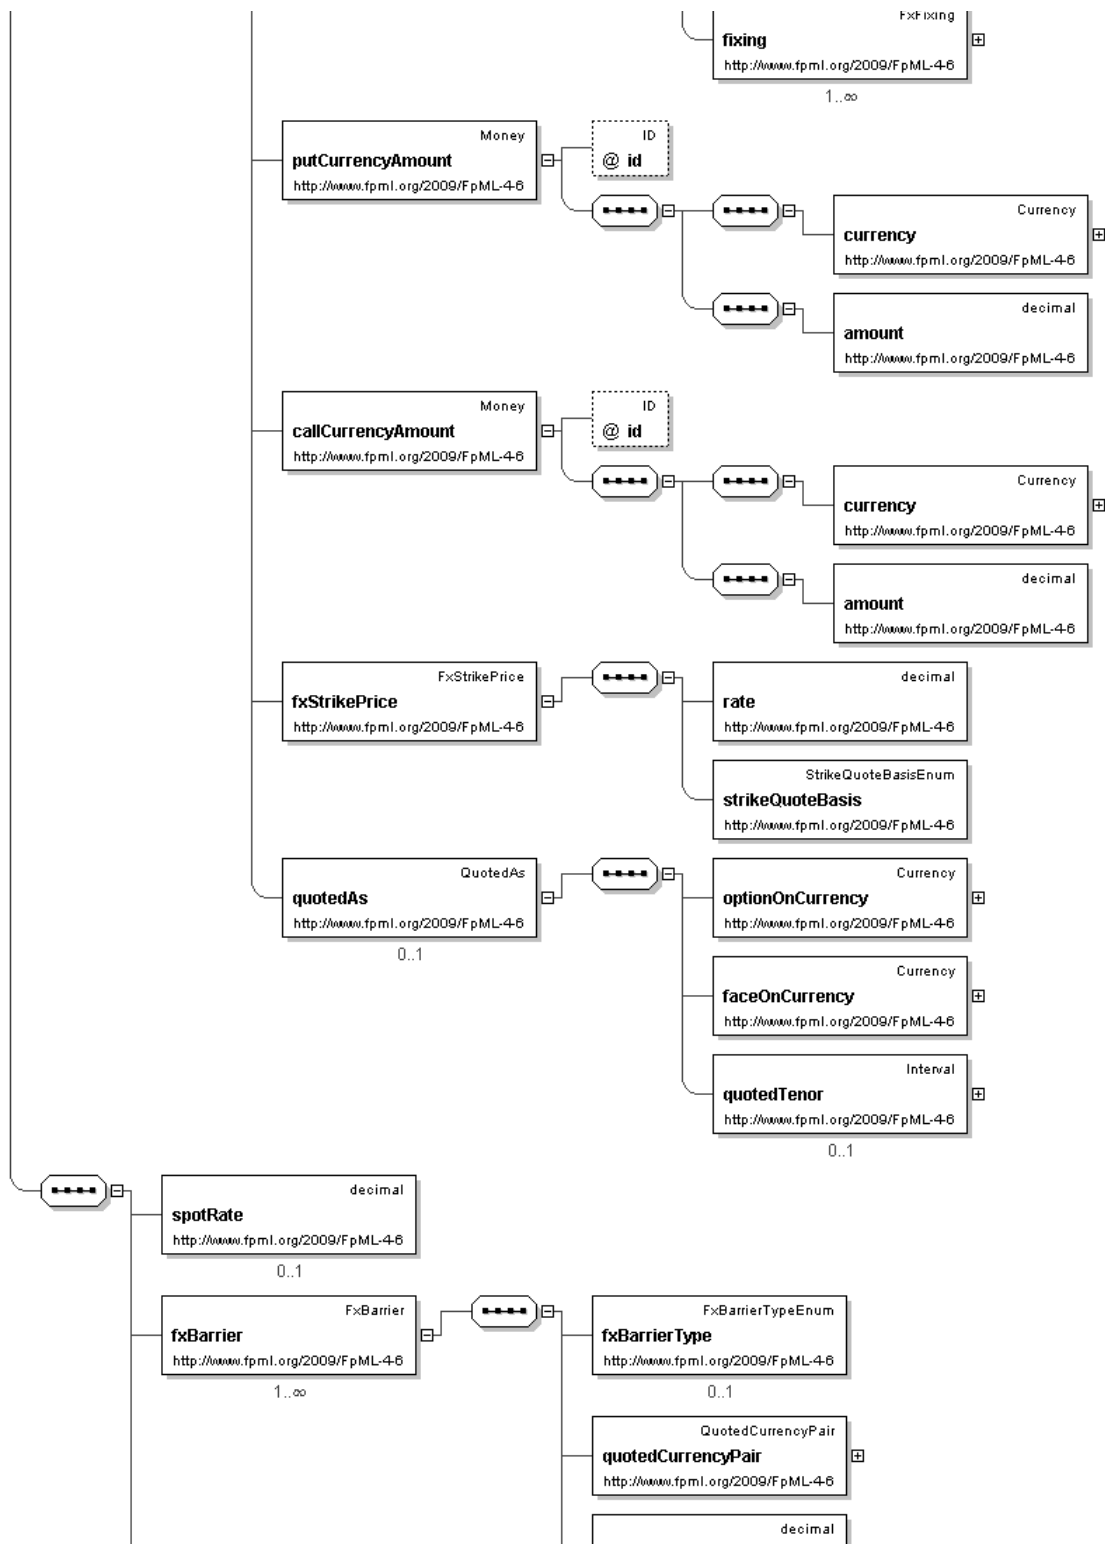 FxFixing
fixing
http://www.fpml.org/2009/FpML-4-6
1..∞
Money
putCurrencyAmount
http://www.fpml.org/2009/FpML-4-6
ID
@ id
Currency
currency
http://www.fpml.org/2009/FpML-4-6
decimal
amount
http://www.fpml.org/2009/FpML-4-6
Money
callCurrencyAmount
http://www.fpml.org/2009/FpML-4-6
ID
@ id
Currency
currency
http://www.fpml.org/2009/FpML-4-6
decimal
amount
http://www.fpml.org/2009/FpML-4-6
FxStrikePrice
fxStrikePrice
http://www.fpml.org/2009/FpML-4-6
decimal
rate
http://www.fpml.org/2009/FpML-4-6
StrikeQuoteBasisEnum
strikeQuoteBasis
http://www.fpml.org/2009/FpML-4-6
QuotedAs
quotedAs
http://www.fpml.org/2009/FpML-4-6
0..1
Currency
optionOnCurrency
http://www.fpml.org/2009/FpML-4-6
Currency
faceOnCurrency
http://www.fpml.org/2009/FpML-4-6
Interval
quotedTenor
http://www.fpml.org/2009/FpML-4-6
0..1
decimal
spotRate
http://www.fpml.org/2009/FpML-4-6
0..1
FxBarrier
fxBarrier
http://www.fpml.org/2009/FpML-4-6
1..∞
FxBarrierTypeEnum
fxBarrierType
http://www.fpml.org/2009/FpML-4-6
0..1
QuotedCurrencyPair
quotedCurrencyPair
http://www.fpml.org/2009/FpML-4-6
decimal